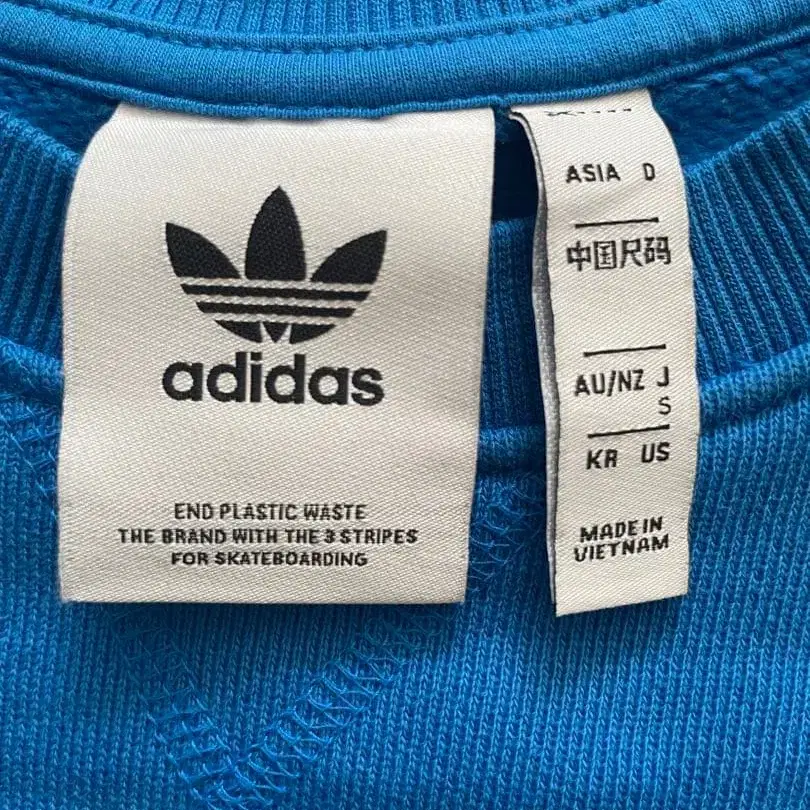 adidas
END PLASTIC WASTE
THE BRAND WITH THE 3 STRIPES
FOR SKATEBOARDING
ASIA D
中国尺码
AU/NZ J
S
KR US
MADE IN
VIETNAM